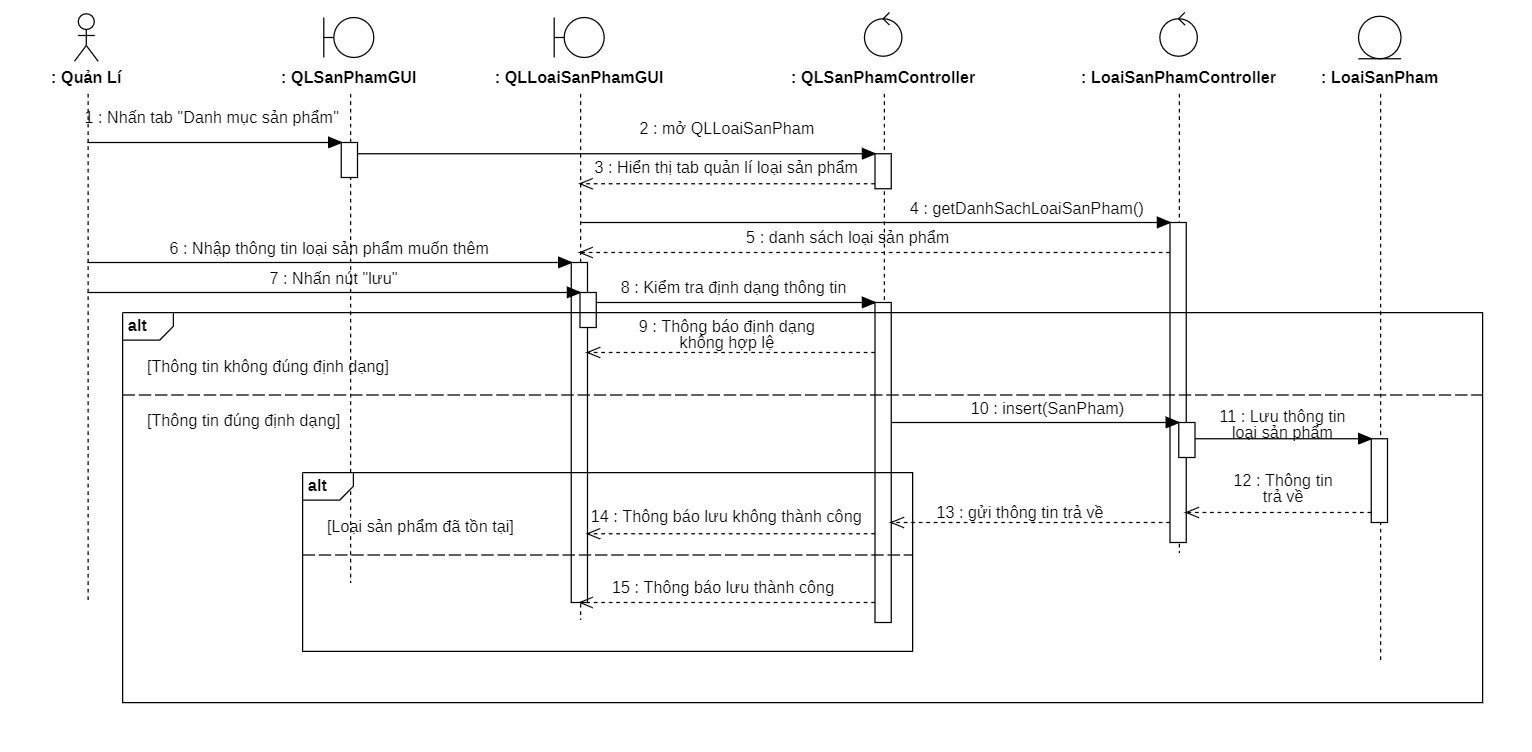 : Quản Lí
: QLSanPhamGUI
: QLLoaiSanPhamGUI
: QLSanPhamController
: LoaiSanPhamController
: LoaiSanPham
1 : Nhấn tab "Danh mục sản phẩm"
2 : mở QLLoaiSanPham
3 : Hiển thị tab quản lí loại sản phẩm
4 : getDanhSachLoaiSanPham()
5 : danh sách loại sản phẩm
6 : Nhập thông tin loại sản phẩm muốn thêm
7 : Nhấn nút "lưu"
8 : Kiểm tra định dạng thông tin
alt
9 : Thông báo định dạng
không hợp lệ
[Thông tin không đúng định dạng]
[Thông tin đúng định dạng]
10 : insert(SanPham)
11 : Lưu thông tin
loại sản phẩm
12 : Thông tin
trả về
alt
13 : gửi thông tin trả về
14 : Thông báo lưu không thành công
[Loại sản phẩm đã tồn tại]
15 : Thông báo lưu thành công